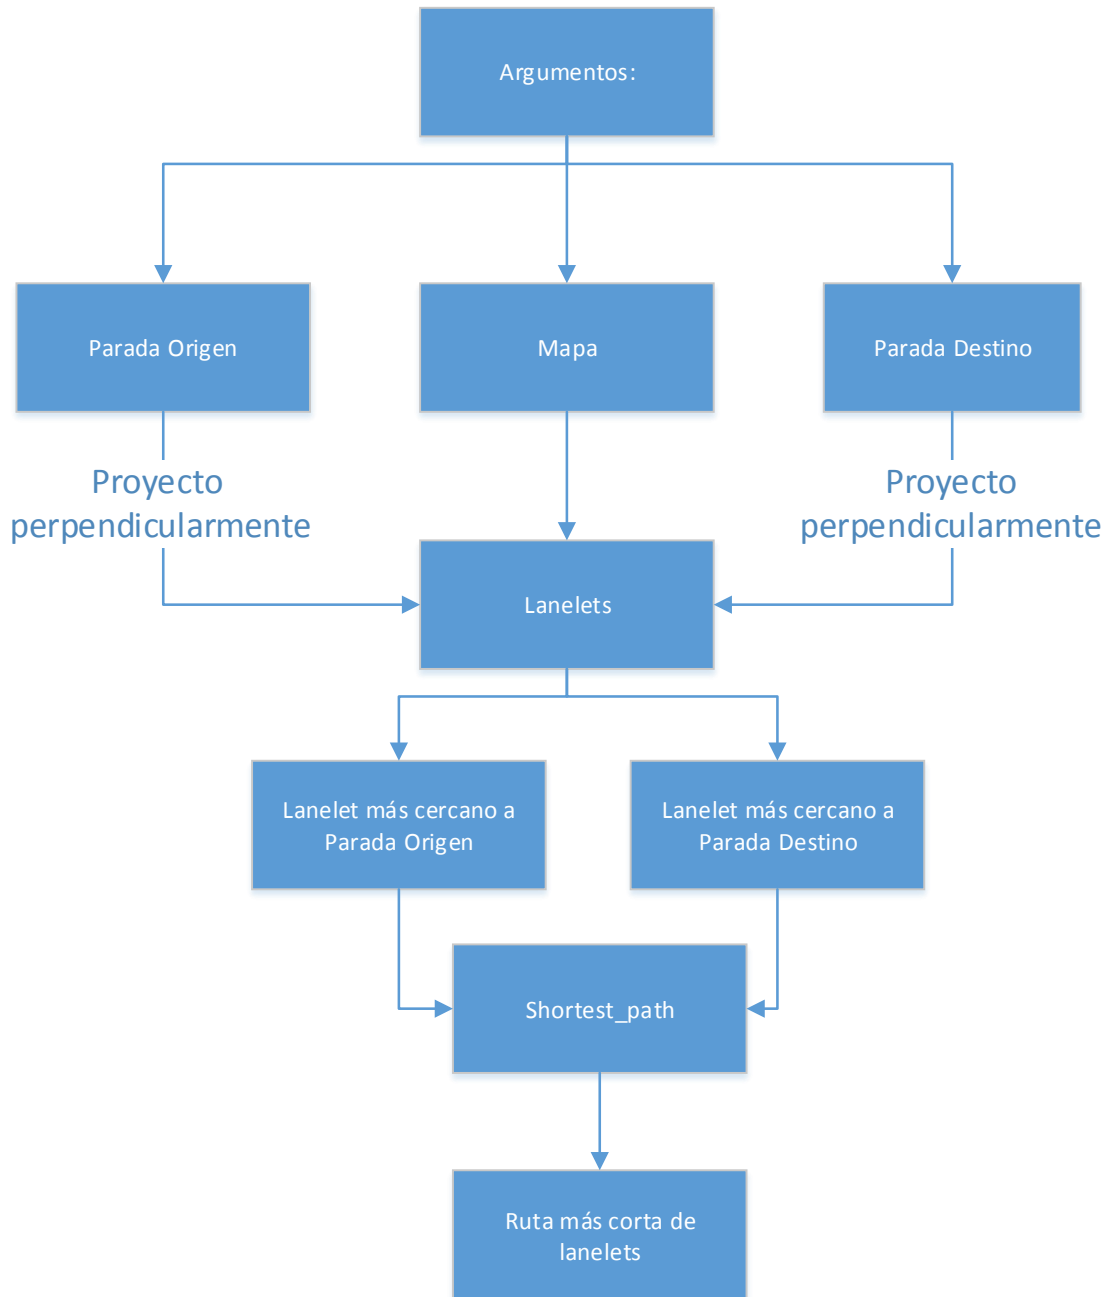 Argumentos:
Parada Origen
Mapa
Parada Destino
Proyecto
perpendicularmente
Proyecto
perpendicularmente
Lanelets
Lanelet más cercano a
Parada Origen
Lanelet más cercano a
Parada Destino
Shortest_path
Ruta más corta de
lanelets